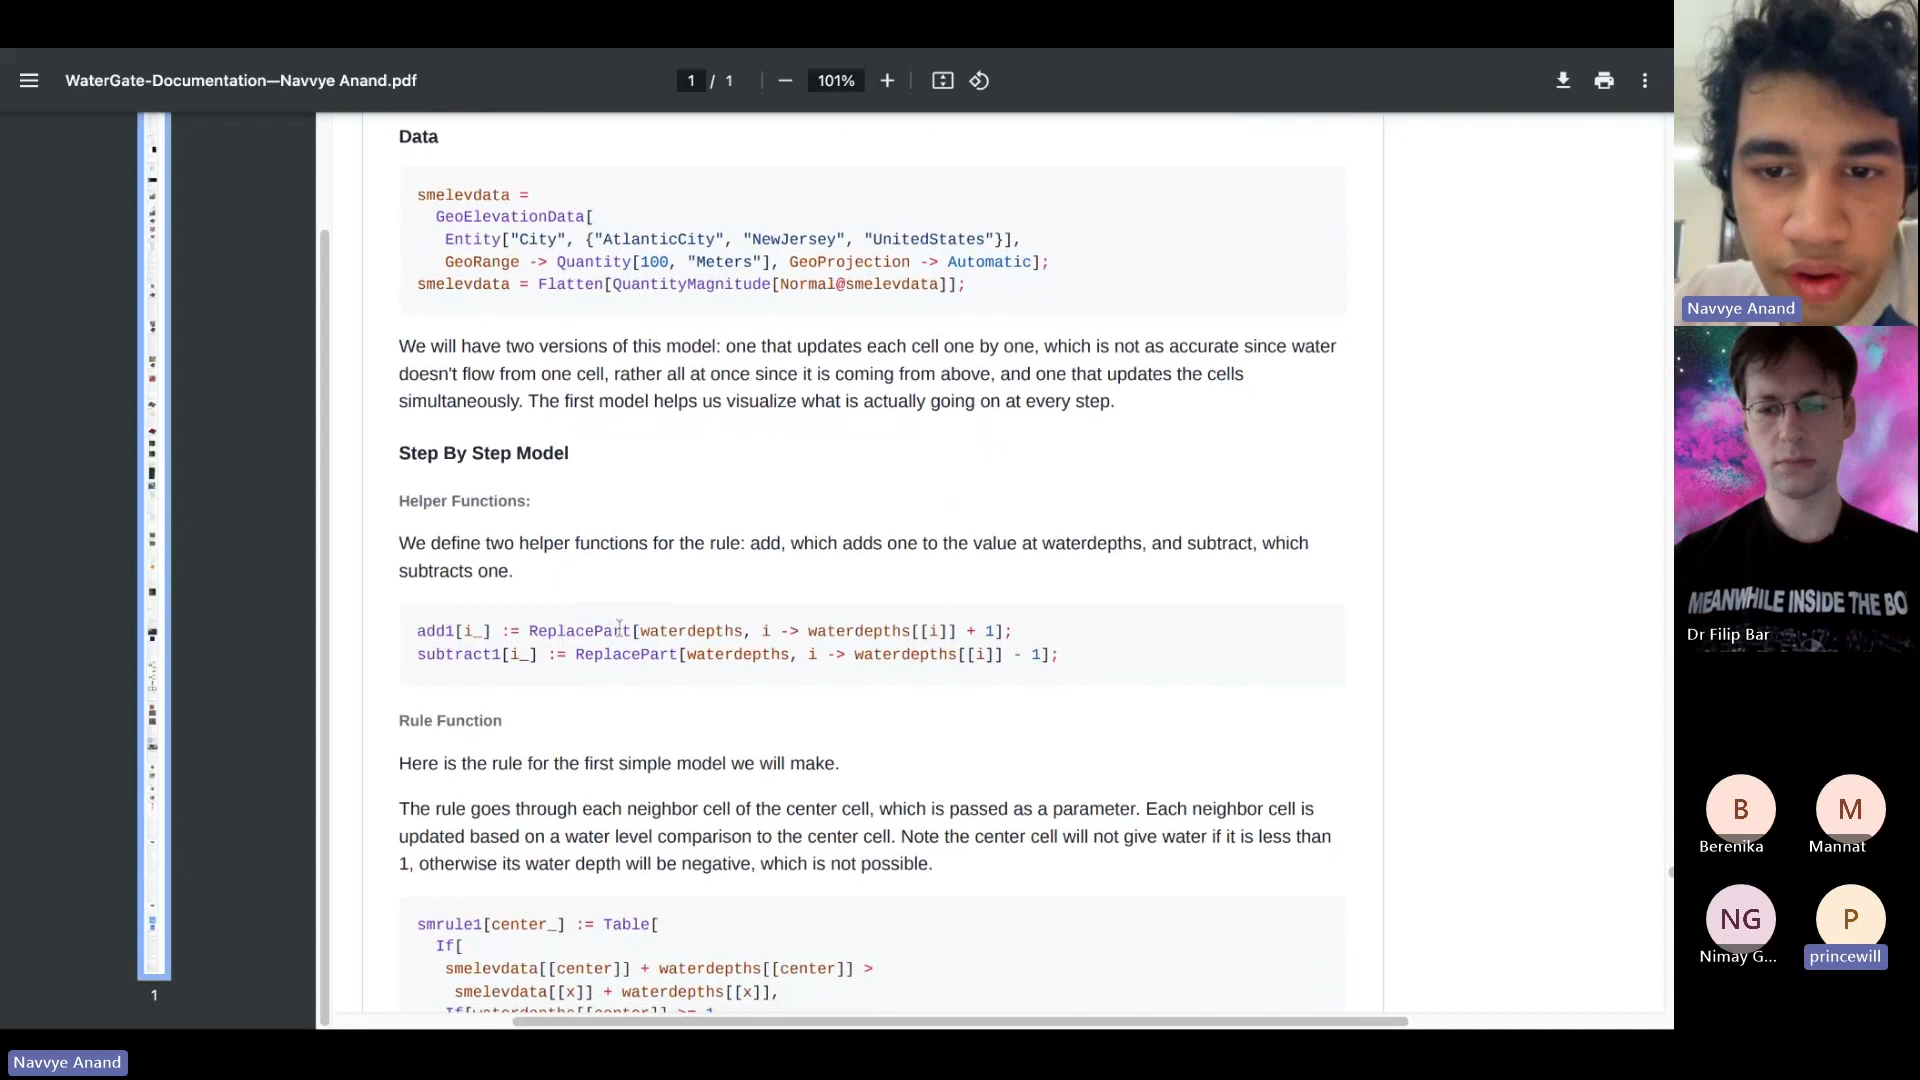 WaterGate-Documentation—Navvye Anand.pdf
1 / 1
101%
Data
smelevdata =
GeoElevationData[
Entity["City", {"AtlanticCity", "NewJersey", "UnitedStates"}],
GeoRange -> Quantity[100, "Meters"], GeoProjection -> Automatic];
smelevdata = Flatten[QuantityMagnitude[Normal@smelevdata]];
We will have two versions of this model: one that updates each cell one by one, which is not as accurate since water
doesn't flow from one cell, rather all at once since it is coming from above, and one that updates the cells
simultaneously. The first model helps us visualize what is actually going on at every step.
Step By Step Model
Helper Functions:
We define two helper functions for the rule: add, which adds one to the value at waterdepths, and subtract, which
subtracts one.
add1[i_] := ReplacePart[waterdepths, i -> waterdepths[[i]] + 1];
subtract1[i_] := ReplacePart[waterdepths, i -> waterdepths[[i]] - 1];
Rule Function
Here is the rule for the first simple model we will make.
The rule goes through each neighbor cell of the center cell, which is passed as a parameter. Each neighbor cell is
updated based on a water level comparison to the center cell. Note the center cell will not give water if it is less than
1, otherwise its water depth will be negative, which is not possible.
smrule1[center_] := Table[
If[
smelevdata[[center]] + waterdepths[[center]] >
smelevdata[[x]] + waterdepths[[x]],
If[waterdepths[[center]] >= 1
1
Navvye Anand
MEANWHILE INSIDE THE BO
Dr Filip Bar
B
Berenika
M
Mannat
NG
Nimay G...
P
princewill
Navvye Anand